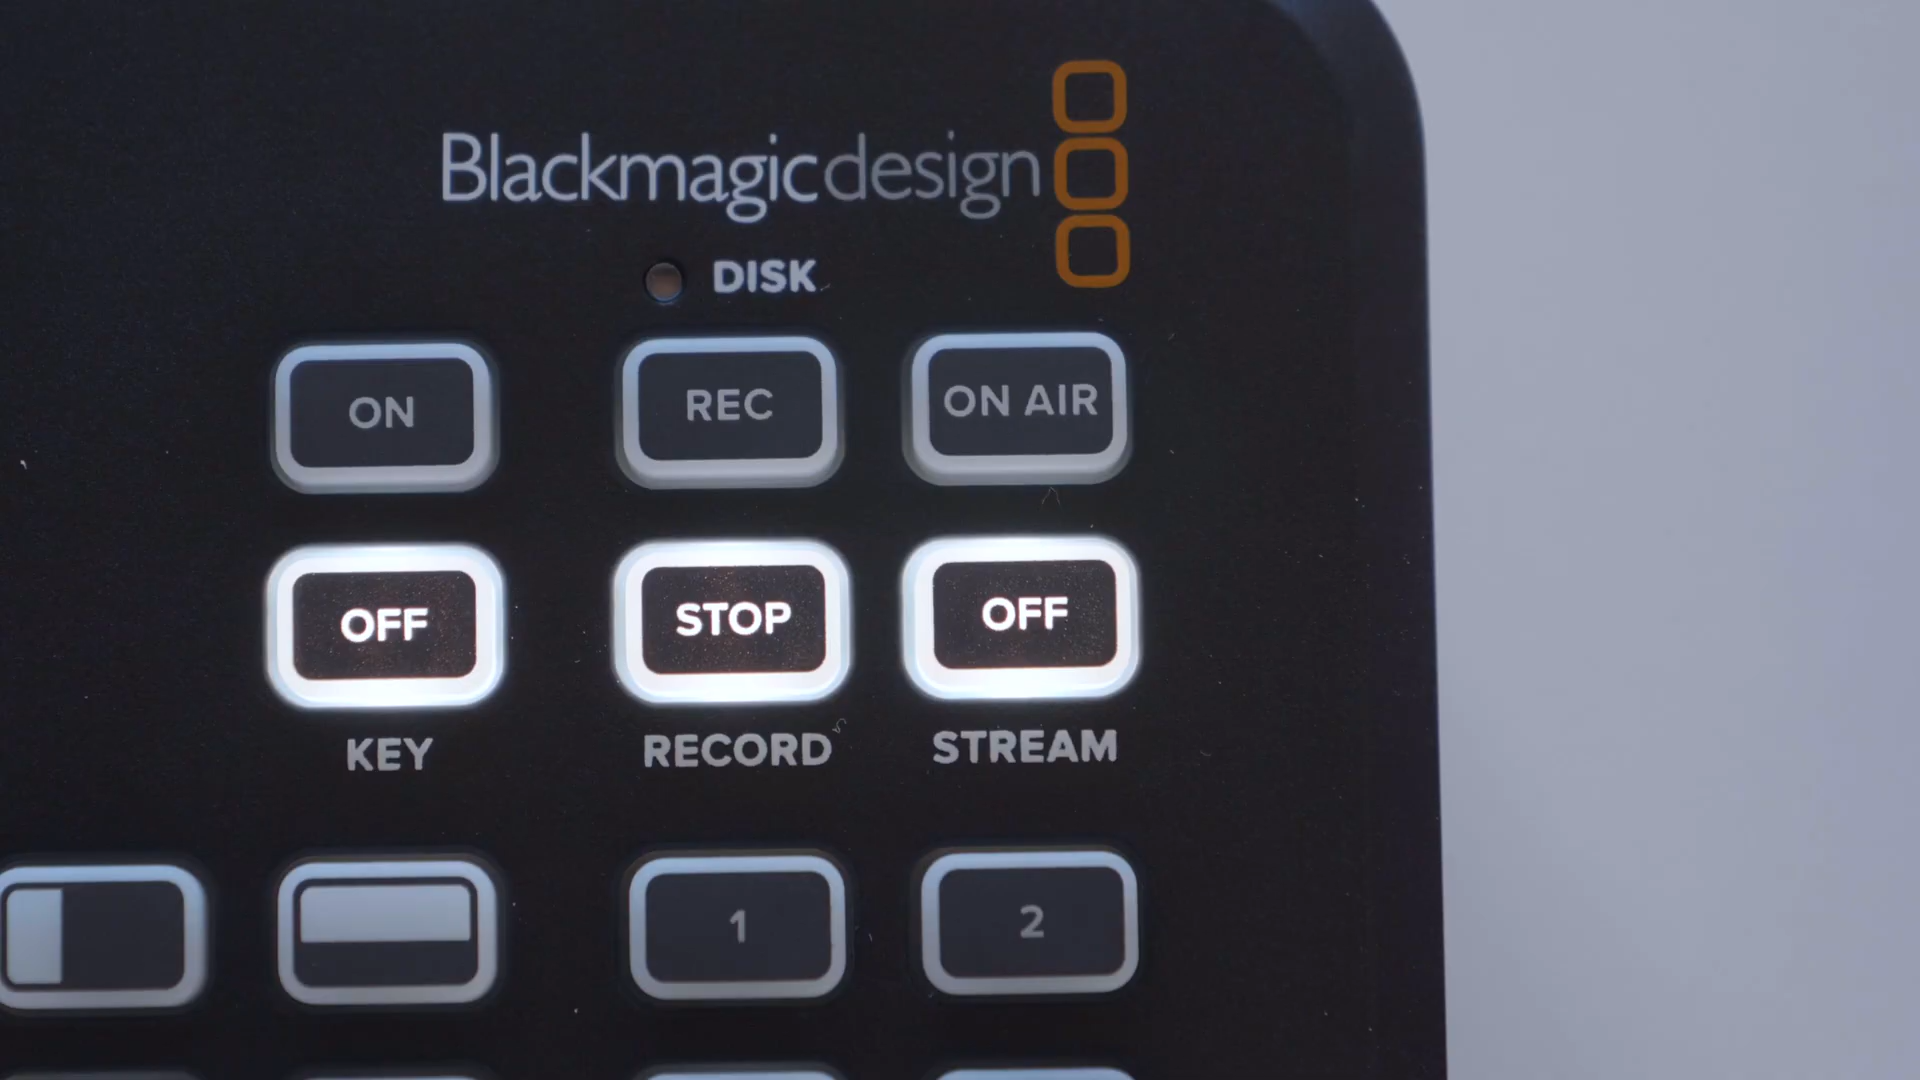 Blackmagicdesign
DISK
ON REC ON AIR
OFF STOP OFF
KEY RECORD STREAM
1 2